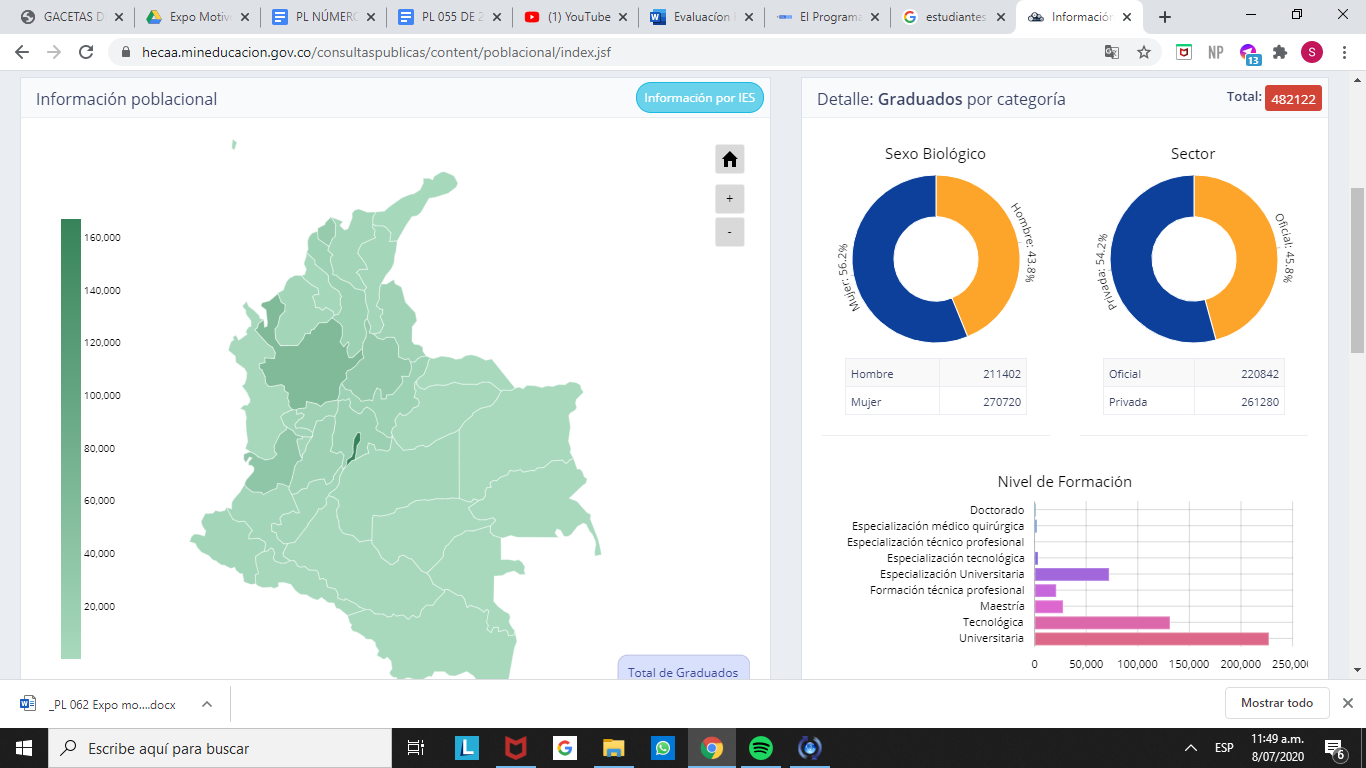 GACETAS D
Expo Motiv
PL NÚMERO
PL 055 DE 2
(1) YouTube
Evaluacíon
El Programa
estudiantes
Información
hecaa.mineducacion.gov.co/consultaspublicas/content/poblacional/index.jsf
NP
13
S
Información poblacional
Información por IES
+
-
160,000
140,000
120,000
100,000
80,000
60,000
40,000
20,000
Total de Graduados
Detalle: Graduados por categoría
Total: 482122
Sexo Biológico
Hombre: 43.8%
Mujer: 56.2%
Hombre 211402
Mujer 270720
Sector
Oficial: 45.8%
Privada: 54.2%
Oficial 220842
Privada 261280
Nivel de Formación
Doctorado
Especialización médico quirúrgica
Especialización técnico profesional
Especialización tecnológica
Especialización Universitaria
Formación técnica profesional
Maestría
Tecnológica
Universitaria
0 50,000 100,000 150,000 200,000 250,000
_PL 062 Expo mo....docx
Mostrar todo
Escribe aquí para buscar
L
ESP
11:49 a.m.
8/07/2020
6